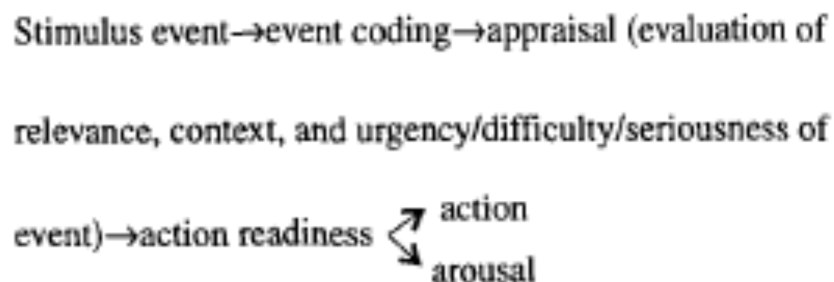 Stimulus event→event coding→appraisal (evaluation of
relevance, context, and urgency/difficulty/seriousness of
event)→action readiness
action
arousal